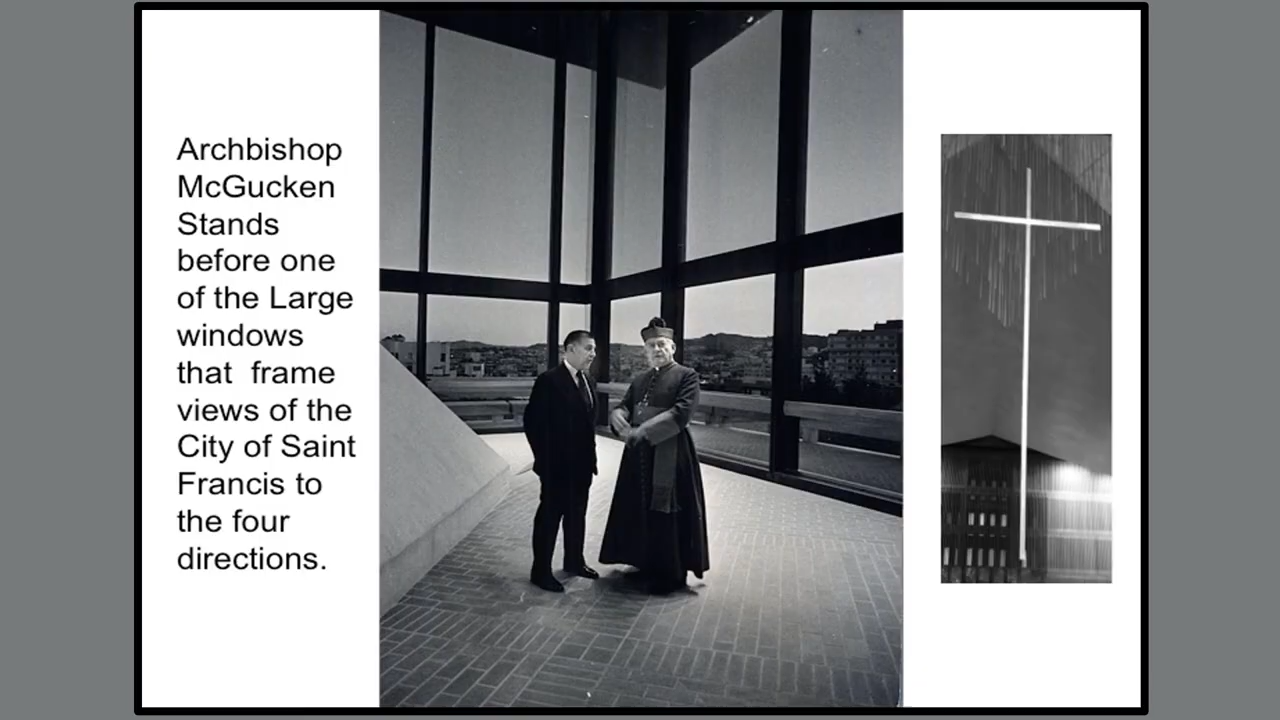 Archbishop
McGucken
Stands
before one
of the Large
windows
that  frame
views of the
City of Saint
Francis to
the four
directions.